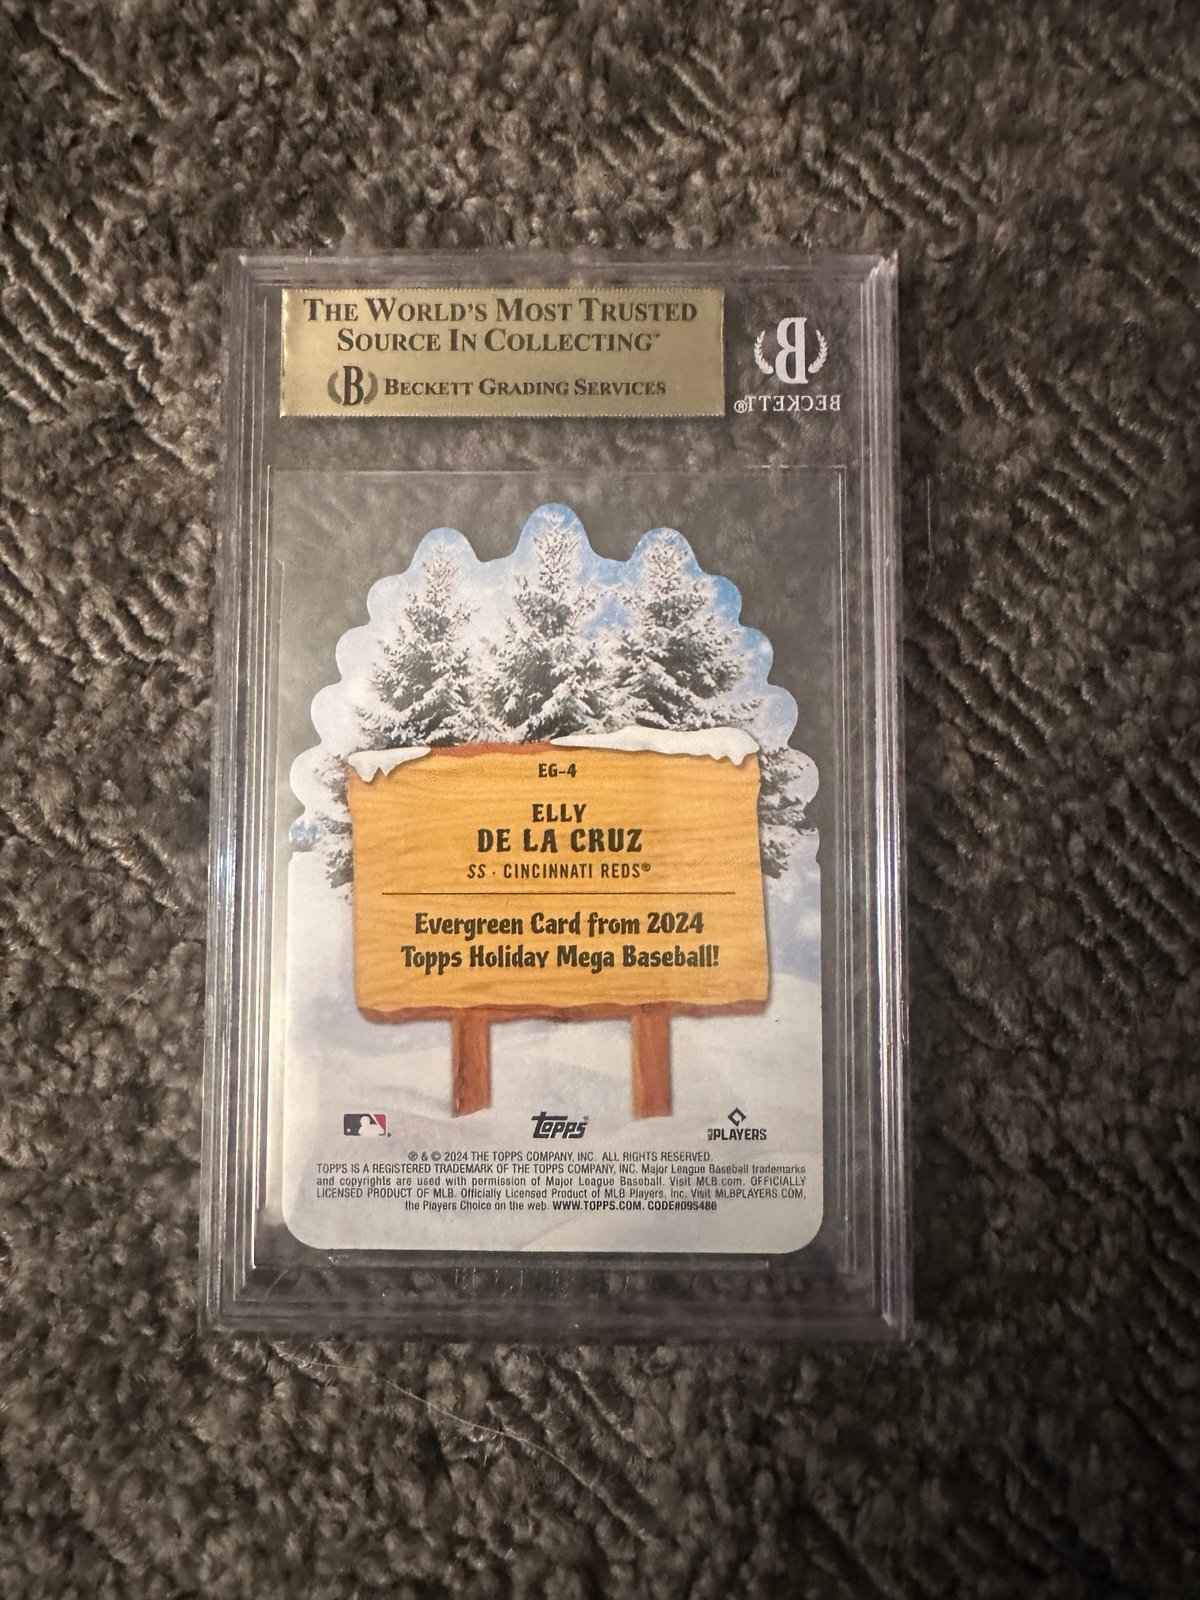 THE WORLD'S MOST TRUSTED
SOURCE IN COLLECTING™
B BECKETT GRADING SERVICES
B
BECKETT®
EG-4
ELLY
DE LA CRUZ
SS · CINCINNATI REDS®
Evergreen Card from 2024
Topps Holiday Mega Baseball!
Topps®
MLB PLAYERS
® & © 2024 THE TOPPS COMPANY, INC. ALL RIGHTS RESERVED.
TOPPS IS A REGISTERED TRADEMARK OF THE TOPPS COMPANY, INC. Major League Baseball trademarks
and copyrights are used with permission of Major League Baseball. Visit MLB.com. OFFICIALLY
LICENSED PRODUCT OF MLB. Officially Licensed Product of MLB Players, Inc. Visit MLBPLAYERS.COM,
the Players Choice on the web. WWW.TOPPS.COM. CODE#095486